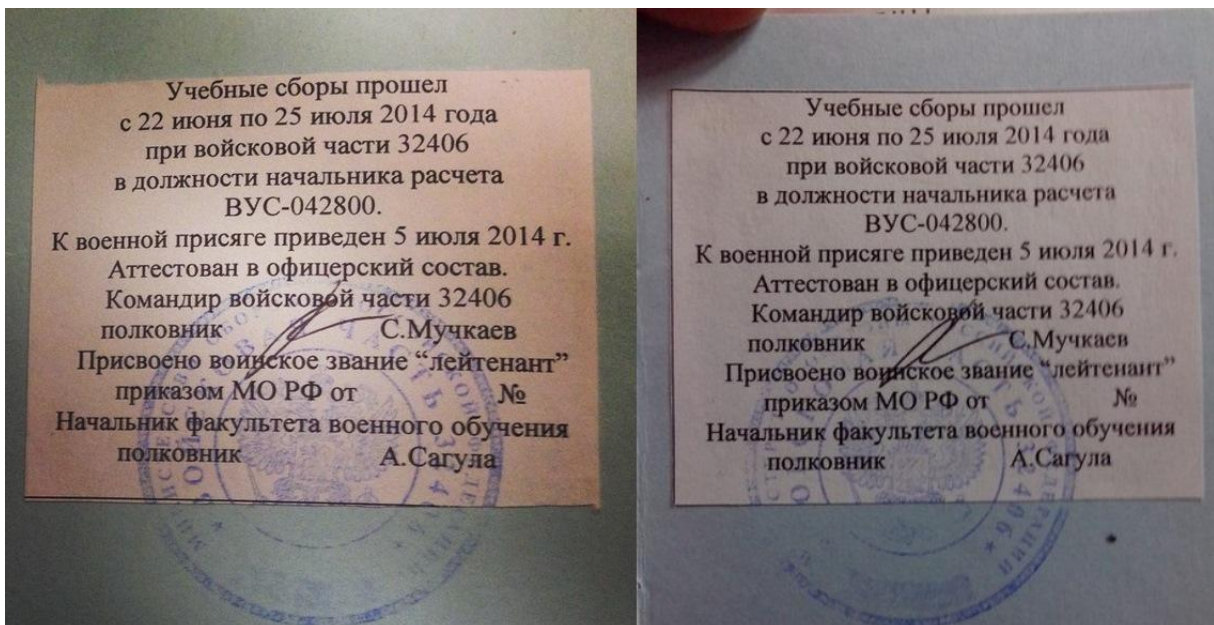 Учебные сборы прошел
с 22 июня по 25 июля 2014 года
при войсковой части 32406
в должности начальника расчета
ВУС-042800.
К военной присяге приведен 5 июля 2014 г.
Аттестован в офицерский состав.
Командир войсковой части 32406
полковник С.Мучкаев
Присвоено воинское звание “лейтенант”
приказом МО РФ от №
Начальник факультета военного обучения
полковник А.Сагула
Учебные сборы прошел
с 22 июня по 25 июля 2014 года
при войсковой части 32406
в должности начальника расчета
ВУС-042800.
К военной присяге приведен 5 июля 2014 г.
Аттестован в офицерский состав.
Командир войсковой части 32406
полковник С.Мучкаев
Присвоено воинское звание “лейтенант”
приказом МО РФ от №
Начальник факультета военного обучения
полковник А.Сагула